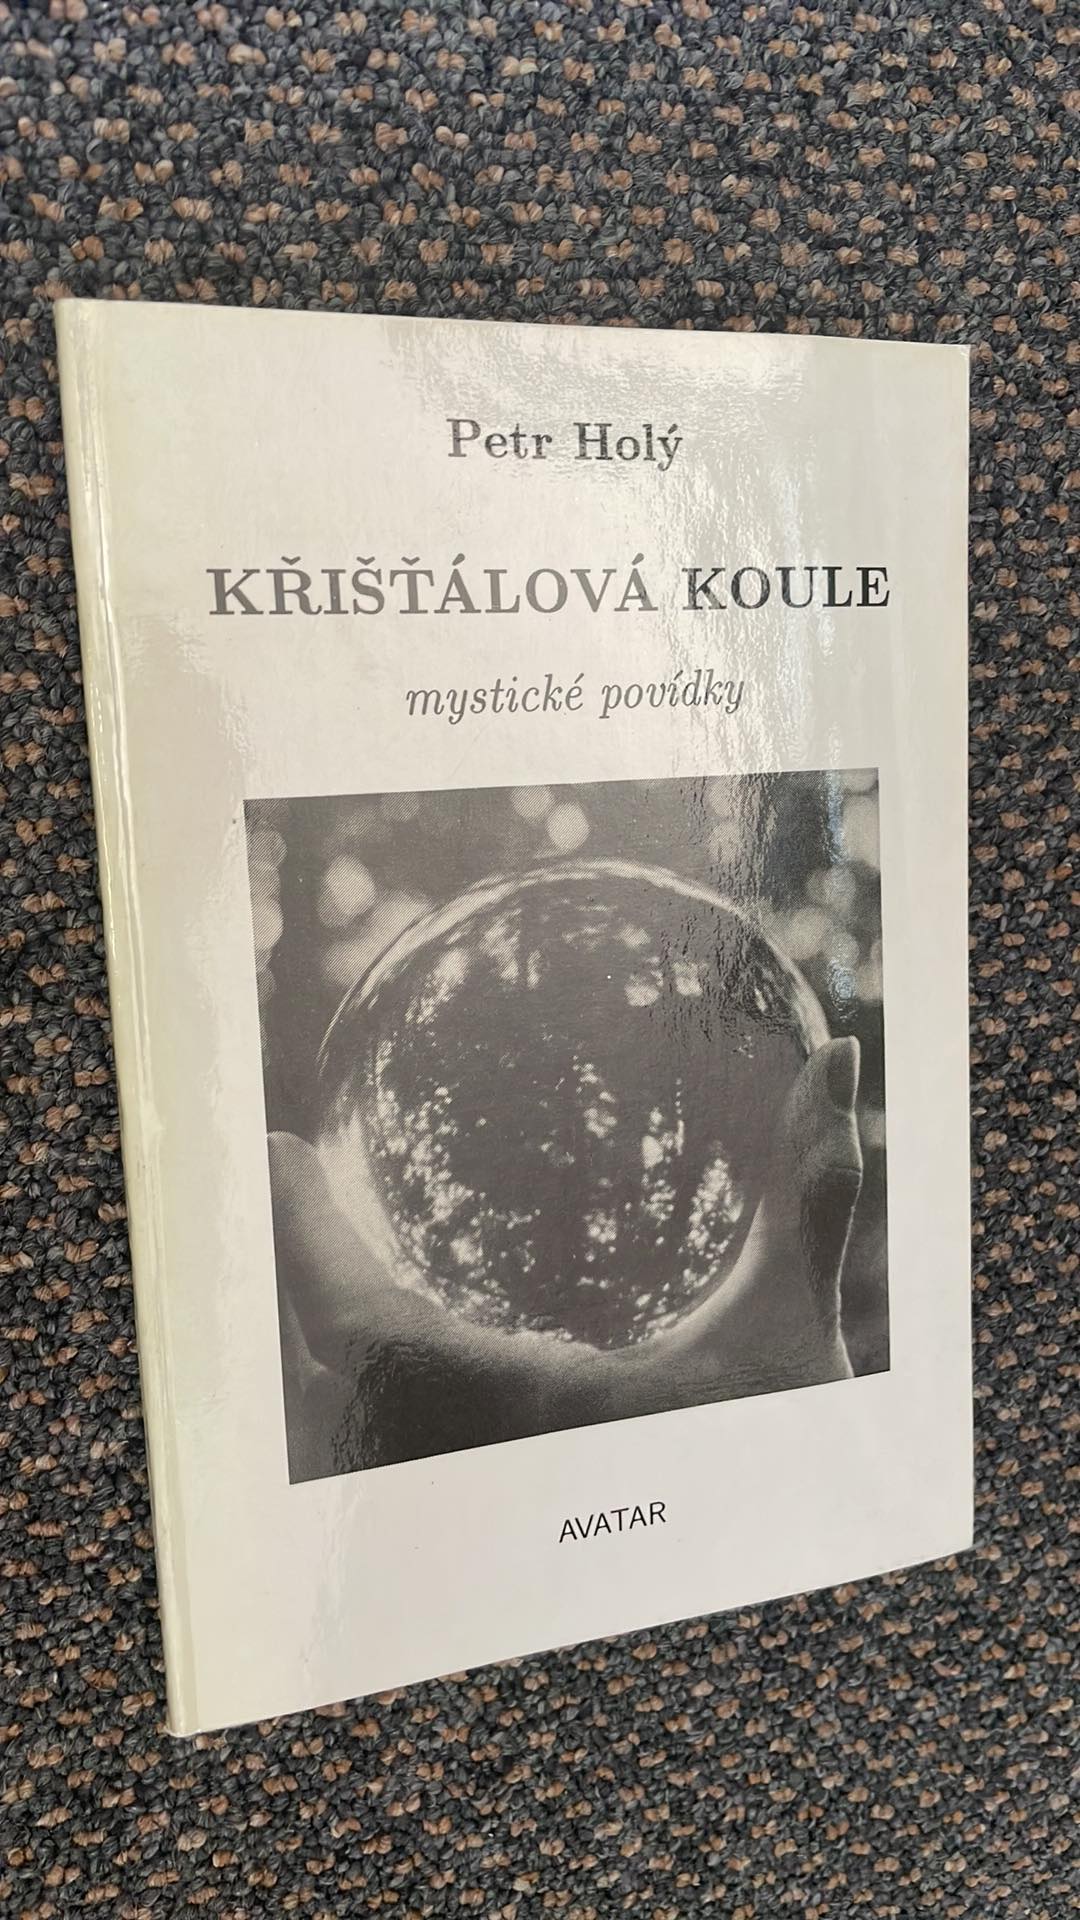 Petr Holý
KŘIŠŤÁLOVÁ KOULE
mystické povídky
AVATAR